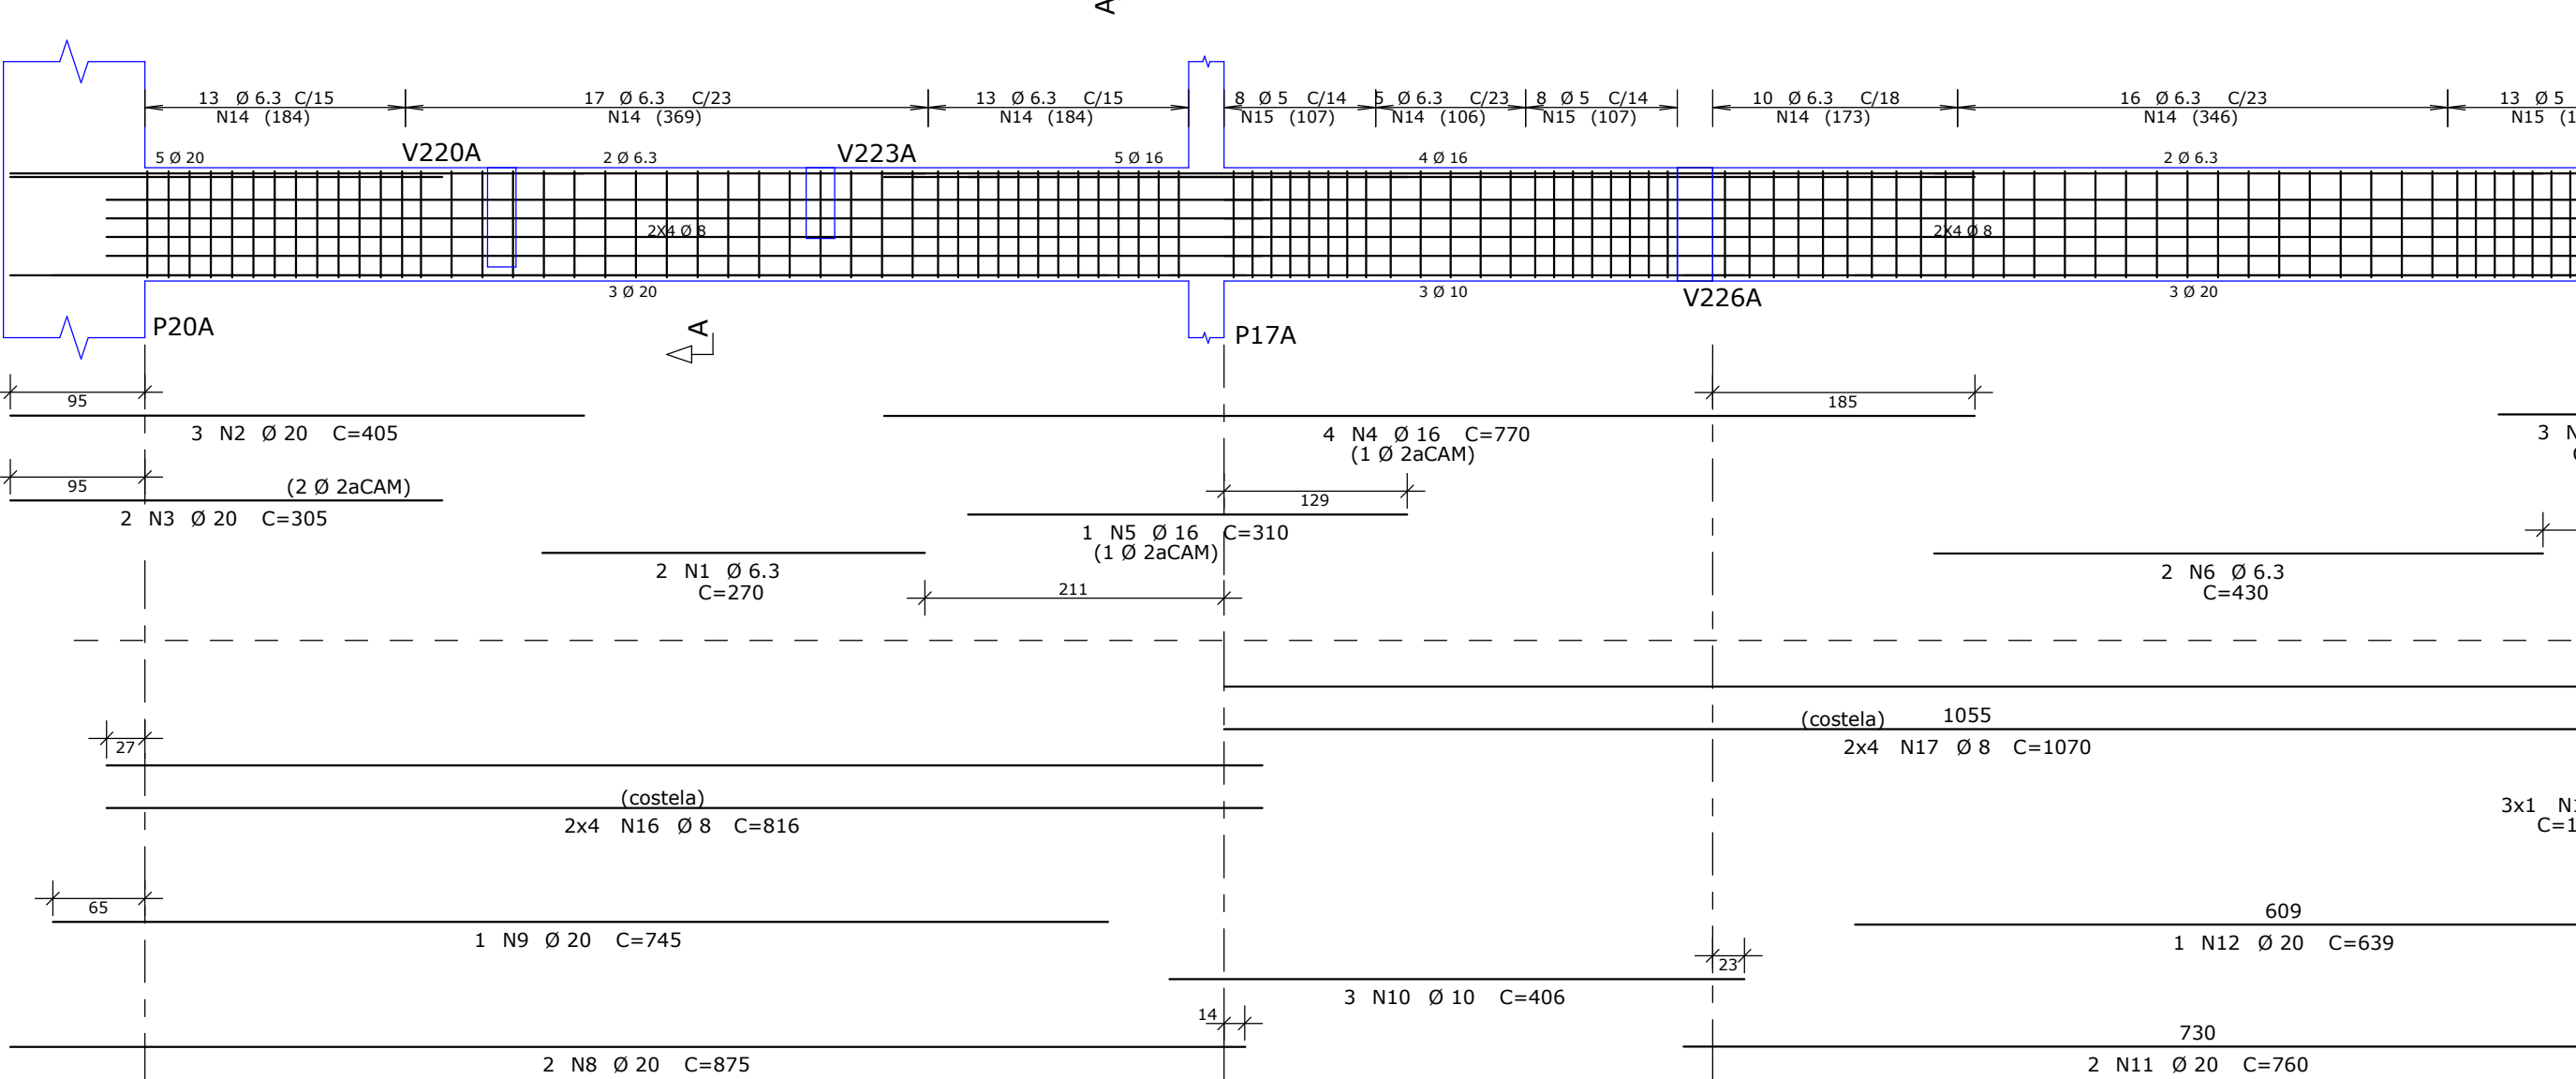 A
13 Ø 6.3 C/15
N14 (184)
17 Ø 6.3 C/23
N14 (369)
13 Ø 6.3 C/15
N14 (184)
8 Ø 5 C/14
N15 (107)
5 Ø 6.3 C/23
N14 (106)
8 Ø 5 C/14
N15 (107)
10 Ø 6.3 C/18
N14 (173)
16 Ø 6.3 C/23
N14 (346)
13 Ø 5
N15 (1
5 Ø 20
V220A
2 Ø 6.3
V223A
5 Ø 16
4 Ø 16
2 Ø 6.3
2X4 Ø 8
2X4 Ø 8
3 Ø 20
3 Ø 10
V226A
3 Ø 20
P20A
A
P17A
95
185
3 N2 Ø 20 C=405
4 N4 Ø 16 C=770
(1 Ø 2aCAM)
3 N
95
(2 Ø 2aCAM)
129
2 N3 Ø 20 C=305
1 N5 Ø 16 C=310
(1 Ø 2aCAM)
2 N1 Ø 6.3
C=270
211
2 N6 Ø 6.3
C=430
(costela) 1055
2x4 N17 Ø 8 C=1070
27
(costela)
2x4 N16 Ø 8 C=816
3x1 N1
C=1
65
609
1 N9 Ø 20 C=745
1 N12 Ø 20 C=639
23
3 N10 Ø 10 C=406
14
730
2 N8 Ø 20 C=875
2 N11 Ø 20 C=760